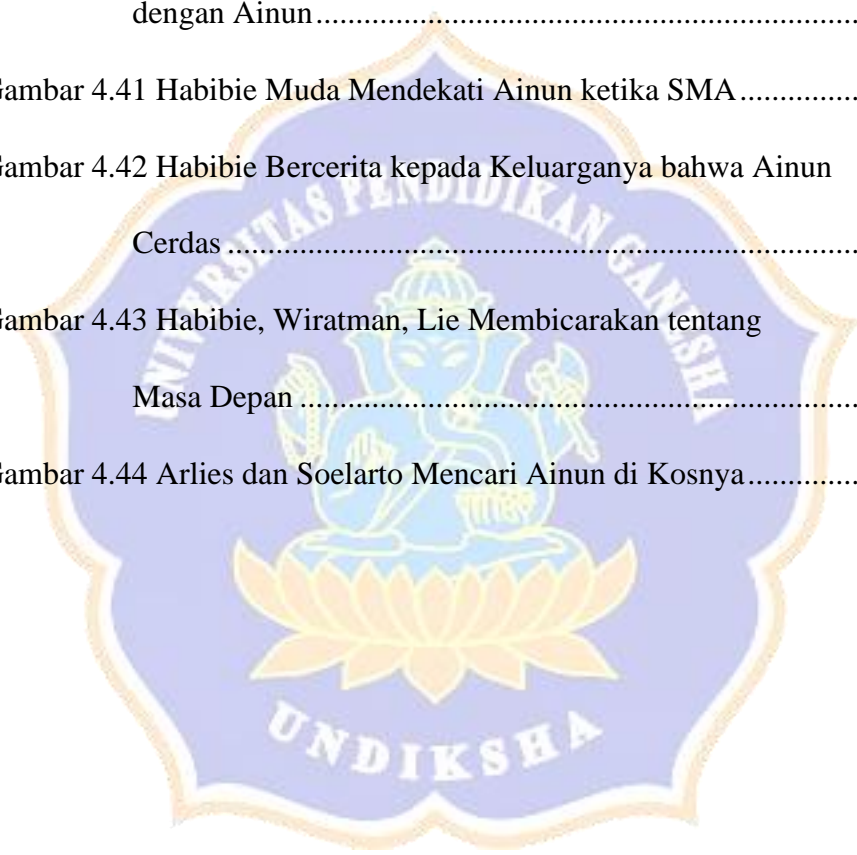 dengan Ainun................................................................................
Gambar 4.41 Habibie Muda Mendekati Ainun ketika SMA...............
Gambar 4.42 Habibie Bercerita kepada Keluarganya bahwa Ainun
Cerdas ................................................................................
Gambar 4.43 Habibie, Wiratman, Lie Membicarakan tentang
Masa Depan ......................................................................
Gambar 4.44 Arlies dan Soelarto Mencari Ainun di Kosnya..............
UNIVERSITAS PENDIDIKAN GANESHA
UNDIKSHA